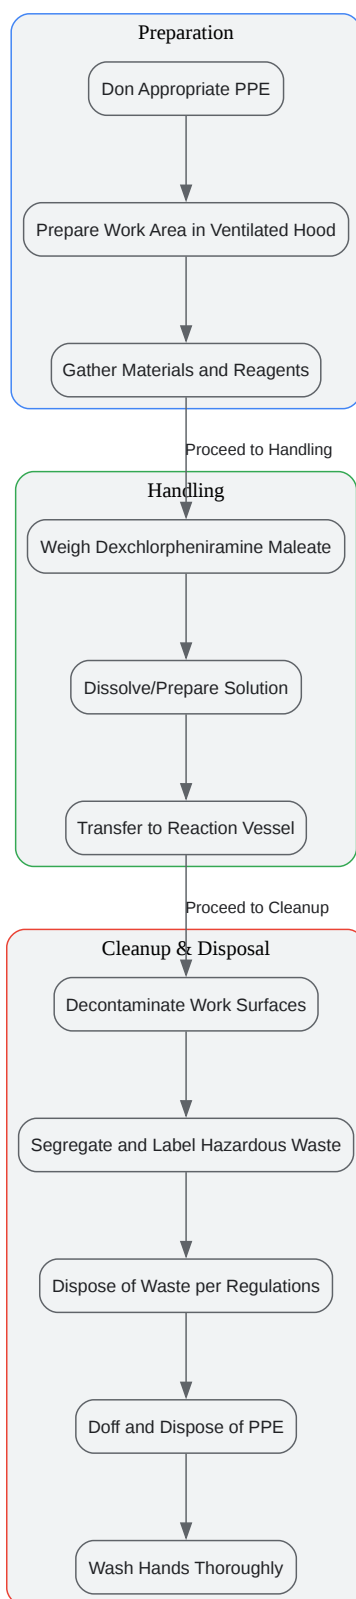 Preparation
Don Appropriate PPE
Prepare Work Area in Ventilated Hood
Gather Materials and Reagents
Proceed to Handling
Handling
Weigh Dexchlorpheniramine Maleate
Dissolve/Prepare Solution
Transfer to Reaction Vessel
Proceed to Cleanup
Cleanup & Disposal
Decontaminate Work Surfaces
Segregate and Label Hazardous Waste
Dispose of Waste per Regulations
Doff and Dispose of PPE
Wash Hands Thoroughly